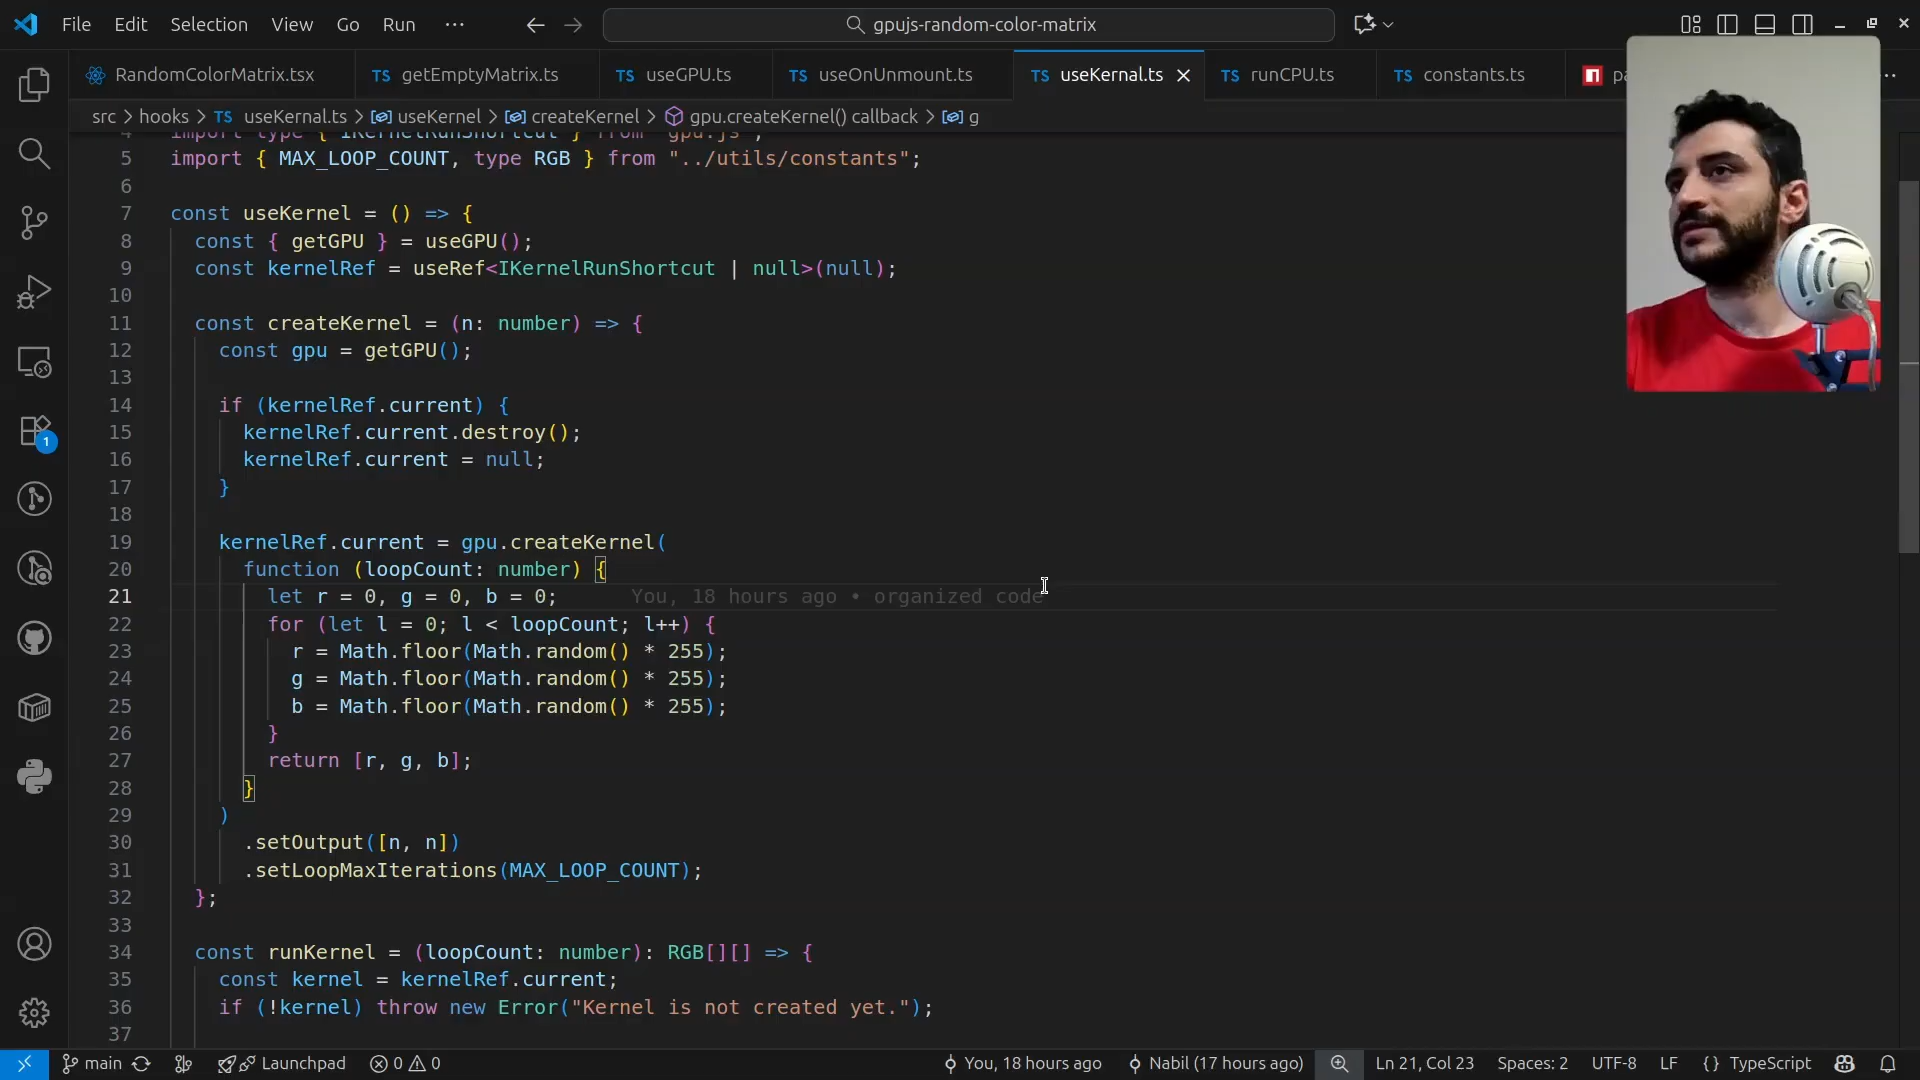 File Edit Selection View Go Run ···
gpujs-random-color-matrix
RandomColorMatrix.tsx
TS getEmptyMatrix.ts
TS useGPU.ts
TS useOnUnmount.ts
TS useKernal.ts
TS runCPU.ts
TS constants.ts
src > hooks > TS useKernal.ts > useKernel > createKernel > gpu.createKernel() callback > g
4 import type { IKernelRunShortcut } from "gpu.js";
5 import { MAX_LOOP_COUNT, type RGB } from "../utils/constants";
6
7 const useKernel = () => {
8 const { getGPU } = useGPU();
9 const kernelRef = useRef<IKernelRunShortcut | null>(null);
10
11 const createKernel = (n: number) => {
12 const gpu = getGPU();
13
14 if (kernelRef.current) {
15 kernelRef.current.destroy();
16 kernelRef.current = null;
17 }
18
19 kernelRef.current = gpu.createKernel(
20 function (loopCount: number) {
21 let r = 0, g = 0, b = 0; You, 18 hours ago • organized code
22 for (let l = 0; l < loopCount; l++) {
23 r = Math.floor(Math.random() * 255);
24 g = Math.floor(Math.random() * 255);
25 b = Math.floor(Math.random() * 255);
26 }
27 return [r, g, b];
28 }
29 )
30 .setOutput([n, n])
31 .setLoopMaxIterations(MAX_LOOP_COUNT);
32 };
33
34 const runKernel = (loopCount: number): RGB[][] => {
35 const kernel = kernelRef.current;
36 if (!kernel) throw new Error("Kernel is not created yet.");
37
1
main Launchpad 0 0 You, 18 hours ago Nabil (17 hours ago) Ln 21, Col 23 Spaces: 2 UTF-8 LF {} TypeScript